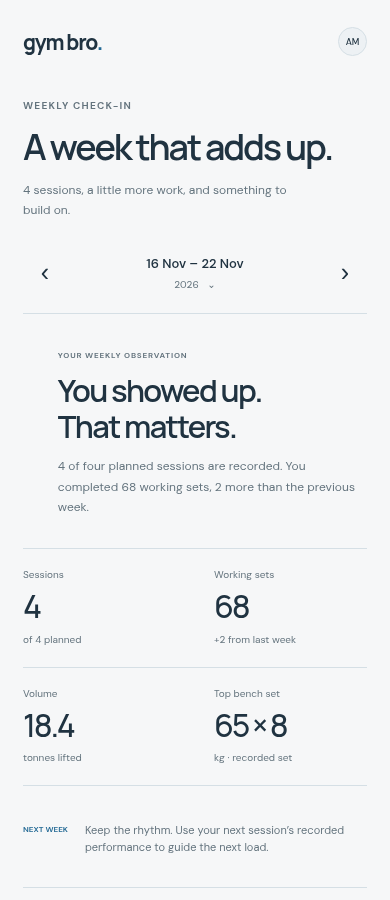 gym bro.
AM
WEEKLY CHECK-IN
A week that adds up.
4 sessions, a little more work, and something to
build on.
‹ 16 Nov – 22 Nov ›
2026 ⌄
YOUR WEEKLY OBSERVATION
You showed up.
That matters.
4 of four planned sessions are recorded. You
completed 68 working sets, 2 more than the previous
week.
Sessions
4
of 4 planned
Working sets
68
+2 from last week
Volume
18.4
tonnes lifted
Top bench set
65×8
kg · recorded set
NEXT WEEK
Keep the rhythm. Use your next session’s recorded
performance to guide the next load.